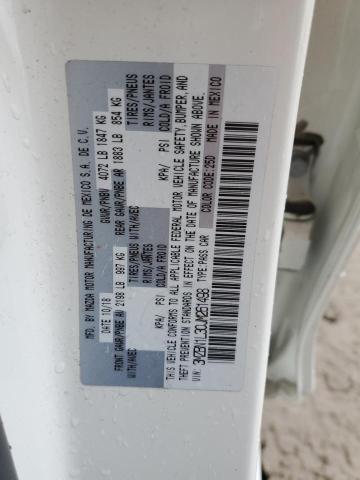 MFD. BY MAZDA MOTOR MANUFACTURING DE MEXICO S.A. DE C.V.
DATE: 10/18 GVWR/PNBV 4072 LB 1847 KG
FRONT GAWR/PNBE AV 2198 LB 997 KG REAR GAWR/PNBE AR 1883 LB 854 KG
WITH/AVEC TIRES/PNEUS WITH/AVEC TIRES/PNEUS
RIMS/JANTES RIMS/JANTES
KPA/ PSI COLD/A FROID KPA/ PSI COLD/A FROID
THIS VEHICLE CONFORMS TO ALL APPLICABLE FEDERAL MOTOR VEHICLE SAFETY, BUMPER, AND
THEFT PREVENTION STANDARDS IN EFFECT ON THE DATE OF MANUFACTURE SHOWN ABOVE.
VIN: 3MZBN1L30JM261498 TYPE: PASS CAR COLOR CODE: 25D MADE IN MEXICO